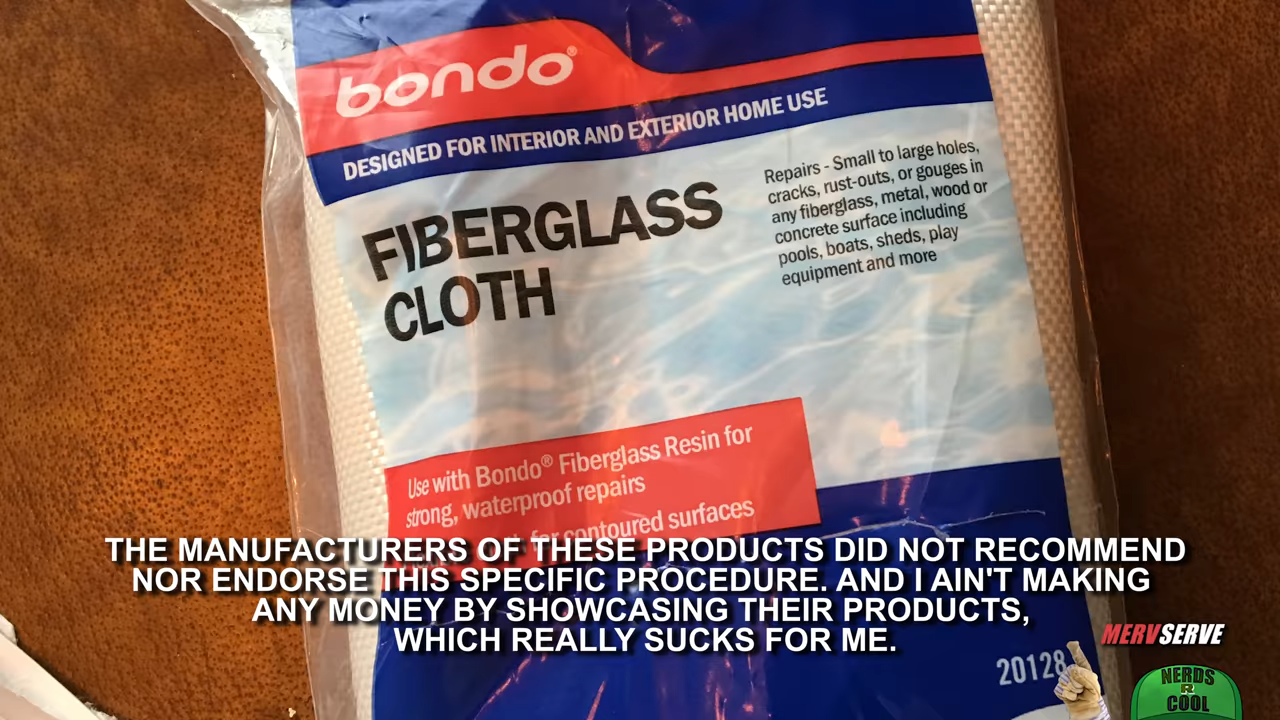 bondo®
DESIGNED FOR INTERIOR AND EXTERIOR HOME USE
FIBERGLASS
CLOTH
Repairs - Small to large holes,
cracks, rust-outs, or gouges in
any fiberglass, metal, wood or
concrete surface including
pools, boats, sheds, play
equipment and more
Use with Bondo® Fiberglass Resin for
strong, waterproof repairs
for contoured surfaces
THE MANUFACTURERS OF THESE PRODUCTS DID NOT RECOMMEND
NOR ENDORSE THIS SPECIFIC PROCEDURE. AND I AIN'T MAKING
ANY MONEY BY SHOWCASING THEIR PRODUCTS,
WHICH REALLY SUCKS FOR ME.
MERVSERVE
20128
NERDS
R
COOL